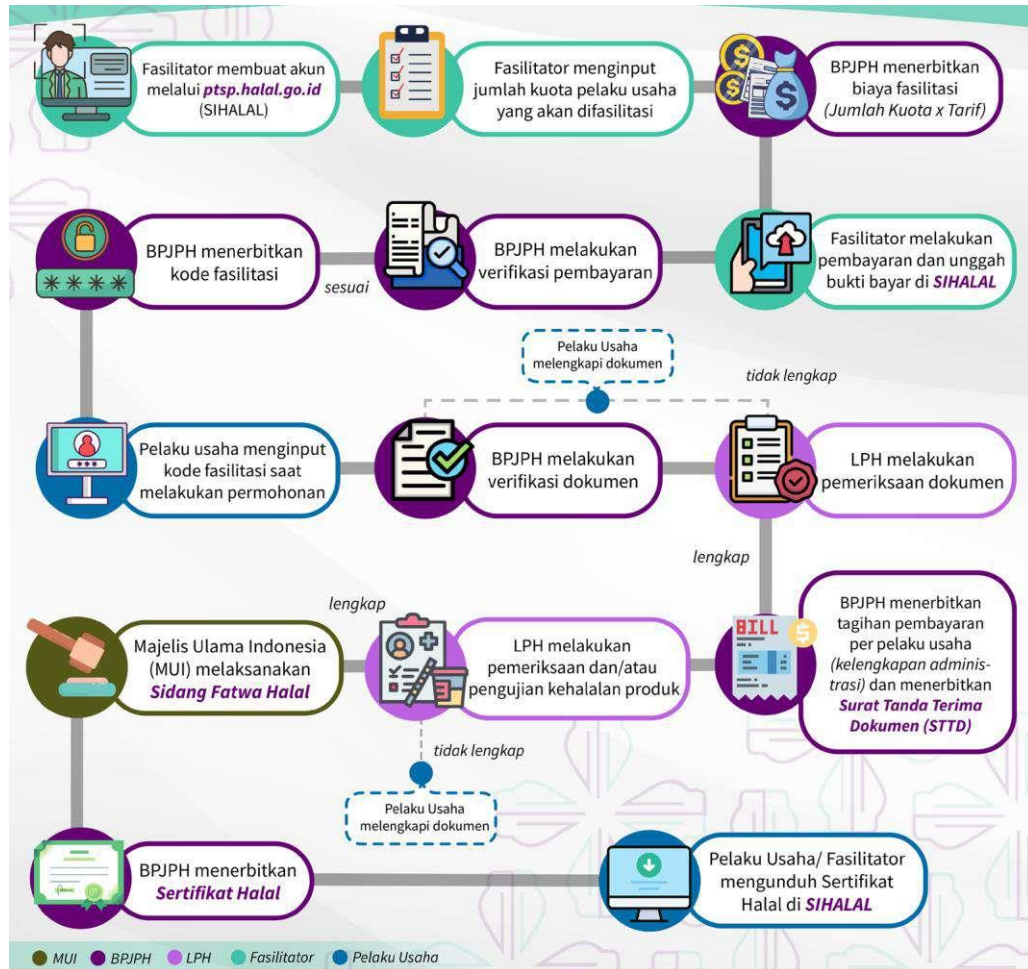 Fasilitator membuat akun
melalui ptsp.halal.go.id
(SIHALAL)
Fasilitator menginput
jumlah kuota pelaku usaha
yang akan difasilitasi
BPJPH menerbitkan
biaya fasilitasi
(Jumlah Kuota x Tarif)
Fasilitator melakukan
pembayaran dan unggah
bukti bayar di SIHALAL
BPJPH melakukan
verifikasi pembayaran
sesuai
BPJPH menerbitkan
kode fasilitasi
Pelaku usaha menginput
kode fasilitasi saat
melakukan permohonan
BPJPH melakukan
verifikasi dokumen
Pelaku Usaha
melengkapi dokumen
tidak lengkap
LPH melakukan
pemeriksaan dokumen
lengkap
BILL
BPJPH menerbitkan
tagihan pembayaran
per pelaku usaha
(kelengkapan adminis-
trasi) dan menerbitkan
Surat Tanda Terima
Dokumen (STTD)
LPH melakukan
pemeriksaan dan/atau
pengujian kehalalan produk
tidak lengkap
Pelaku Usaha
melengkapi dokumen
lengkap
Majelis Ulama Indonesia
(MUI) melaksanakan
Sidang Fatwa Halal
BPJPH menerbitkan
Sertifikat Halal
Pelaku Usaha/ Fasilitator
mengunduh Sertifikat
Halal di SIHALAL
MUI BPJPH LPH Fasilitator Pelaku Usaha